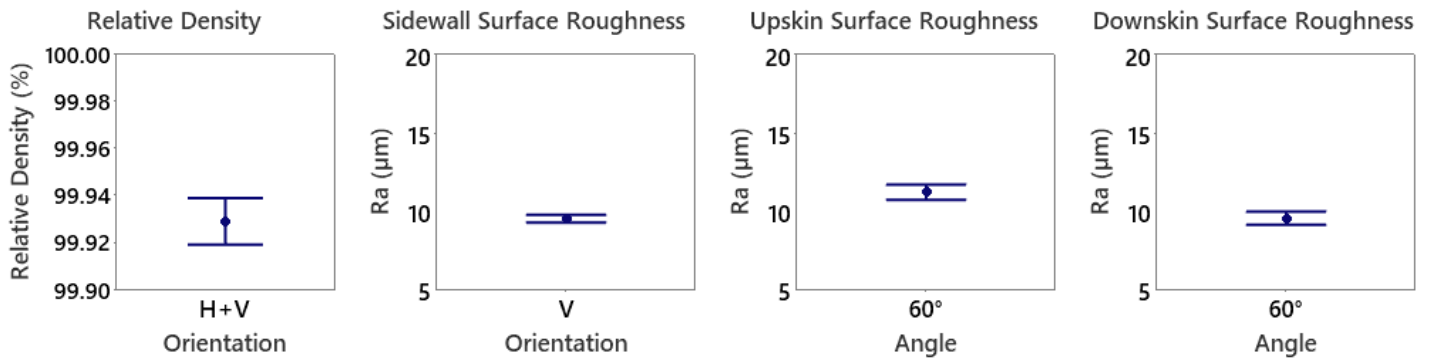 Relative Density
Relative Density (%)
100.00
99.98
99.96
99.94
99.92
99.90
H+V
Orientation
Sidewall Surface Roughness
Ra (µm)
20
15
10
5
V
Orientation
Upskin Surface Roughness
Ra (µm)
20
15
10
5
60°
Angle
Downskin Surface Roughness
Ra (µm)
20
15
10
5
60°
Angle